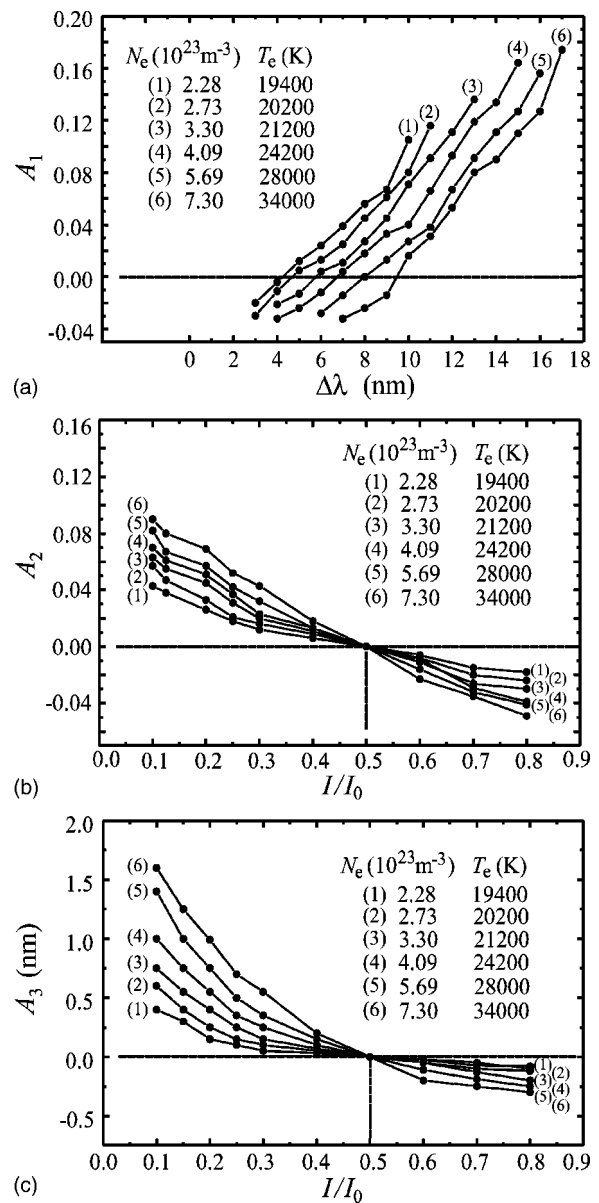 0.20
0.16
0.12
0.08
0.04
0.00
-0.04
A₁
Nₑ (10²³m⁻³) Tₑ (K)
(1) 2.28 19400
(2) 2.73 20200
(3) 3.30 21200
(4) 4.09 24200
(5) 5.69 28000
(6) 7.30 34000
(1)
(2)
(3)
(4)
(5)
(6)
0 2 4 6 8 10 12 14 16 18
(a)
Δλ (nm)
0.16
0.12
0.08
0.04
0.00
-0.04
A₂
Nₑ (10²³m⁻³) Tₑ (K)
(1) 2.28 19400
(2) 2.73 20200
(3) 3.30 21200
(4) 4.09 24200
(5) 5.69 28000
(6) 7.30 34000
(6)
(5)
(4)
(3)
(2)
(1)
(1)
(2)
(3)
(4)
(5)
(6)
0.0 0.1 0.2 0.3 0.4 0.5 0.6 0.7 0.8 0.9
(b)
I/I₀
2.0
1.5
1.0
0.5
0.0
-0.5
A₃ (nm)
Nₑ (10²³m⁻³) Tₑ (K)
(1) 2.28 19400
(2) 2.73 20200
(3) 3.30 21200
(4) 4.09 24200
(5) 5.69 28000
(6) 7.30 34000
(6)
(5)
(4)
(3)
(2)
(1)
(1)
(2)
(3)
(4)
(5)
(6)
0.0 0.1 0.2 0.3 0.4 0.5 0.6 0.7 0.8 0.9
(c)
I/I₀